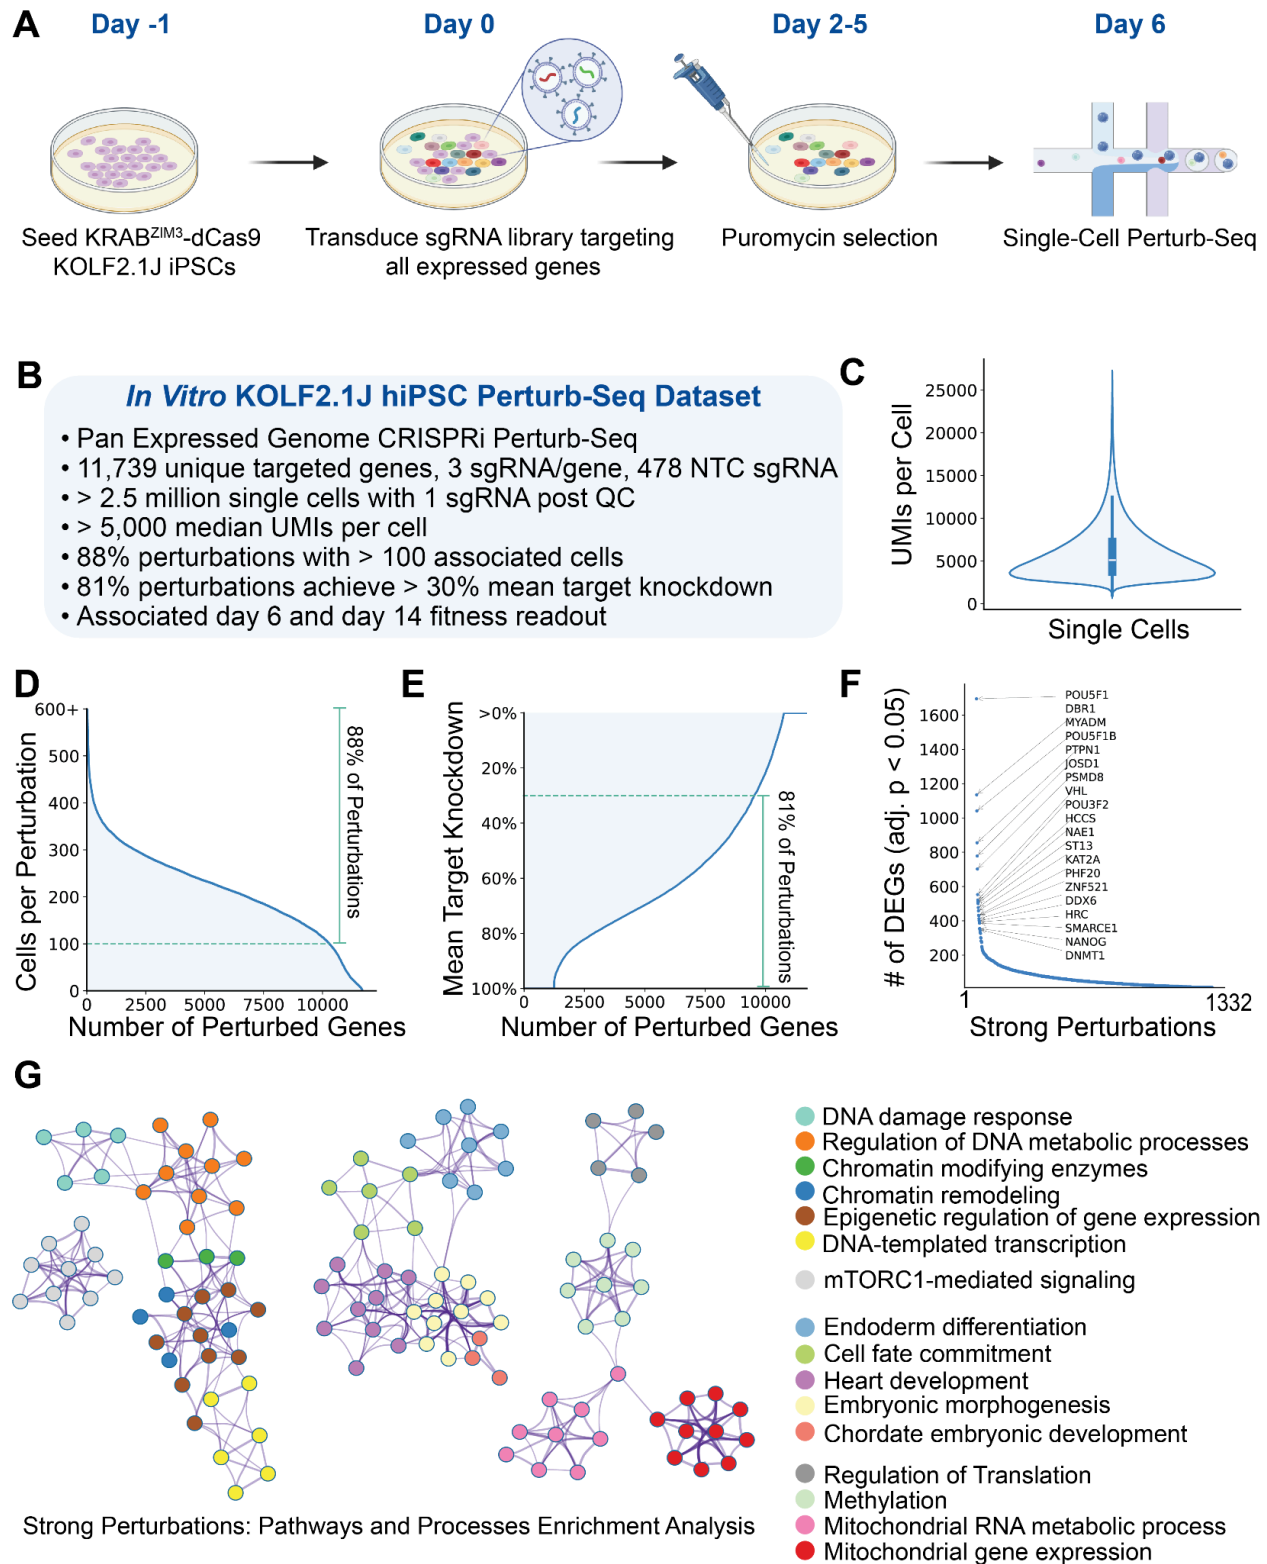 A
Day -1
Day 0
Day 2-5
Day 6
Seed KRABᶻᴵᴹ³-dCas9
KOLF2.1J iPSCs
Transduce sgRNA library targeting
all expressed genes
Puromycin selection
Single-Cell Perturb-Seq
B
In Vitro KOLF2.1J hiPSC Perturb-Seq Dataset
• Pan Expressed Genome CRISPRi Perturb-Seq
• 11,739 unique targeted genes, 3 sgRNA/gene, 478 NTC sgRNA
• > 2.5 million single cells with 1 sgRNA post QC
• > 5,000 median UMIs per cell
• 88% perturbations with > 100 associated cells
• 81% perturbations achieve > 30% mean target knockdown
• Associated day 6 and day 14 fitness readout
C
UMIs per Cell
25000
20000
15000
10000
5000
0
Single Cells
D
Cells per Perturbation
600+
500
400
300
200
100
0
88% of Perturbations
0
2500
5000
7500
10000
Number of Perturbed Genes
E
Mean Target Knockdown
>0%
20%
40%
60%
80%
100%
81% of Perturbations
0
2500
5000
7500
10000
Number of Perturbed Genes
F
# of DEGs (adj. p < 0.05)
1600
1400
1200
1000
800
600
400
200
POU5F1
DBR1
MYADM
POU5F1B
PTPN1
JOSD1
PSMD8
VHL
POU3F2
HCCS
NAE1
ST13
KAT2A
PHF20
ZNF521
DDX6
HRC
SMARCE1
NANOG
DNMT1
1
1332
Strong Perturbations
G
DNA damage response
Regulation of DNA metabolic processes
Chromatin modifying enzymes
Chromatin remodeling
Epigenetic regulation of gene expression
DNA-templated transcription
mTORC1-mediated signaling
Endoderm differentiation
Cell fate commitment
Heart development
Embryonic morphogenesis
Chordate embryonic development
Regulation of Translation
Methylation
Mitochondrial RNA metabolic process
Mitochondrial gene expression
Strong Perturbations: Pathways and Processes Enrichment Analysis